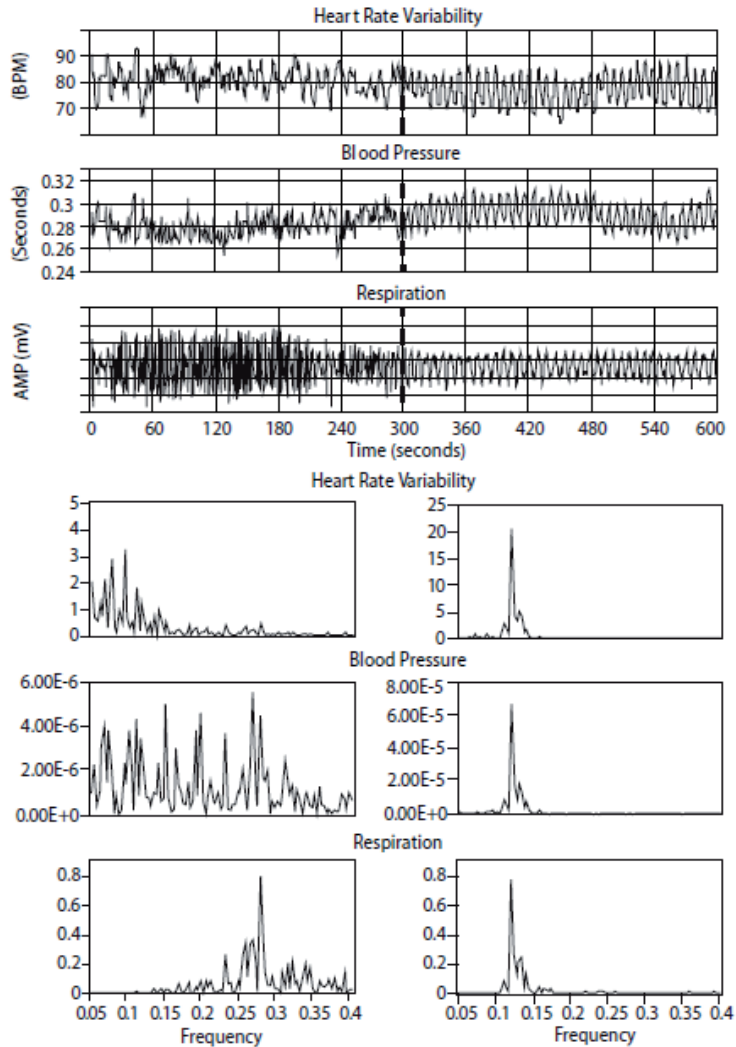 Heart Rate Variability
(BPM)
90
80
70
Blood Pressure
(Seconds)
0.32
0.3
0.28
0.26
0.24
Respiration
AMP (mV)
0 60 120 180 240 300 360 420 480 540 600
Time (seconds)
Heart Rate Variability
5
4
3
2
1
0
25
20
15
10
5
0
Blood Pressure
6.00E-6
4.00E-6
2.00E-6
0.00E+0
8.00E-5
6.00E-5
4.00E-5
2.00E-5
0.00E+0
Respiration
0.8
0.6
0.4
0.2
0
0.05 0.1 0.15 0.2 0.25 0.3 0.35 0.4
Frequency
0.8
0.6
0.4
0.2
0
0.05 0.1 0.15 0.2 0.25 0.3 0.35 0.4
Frequency